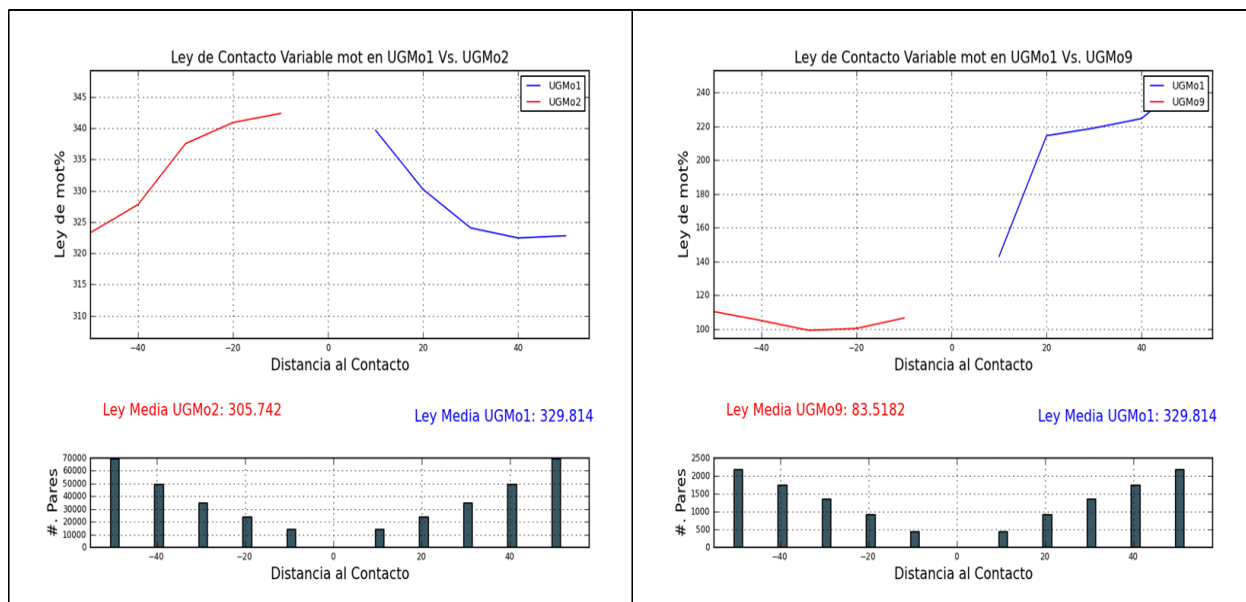 Ley de Contacto Variable mot en UGMo1 Vs. UGMo2
UGMo1
UGMo2
Ley de mot%
345
340
335
330
325
320
315
310
−40
−20
0
20
40
Distancia al Contacto
Ley Media UGMo2: 305.742
Ley Media UGMo1: 329.814
#. Pares
70000
60000
50000
40000
30000
20000
10000
0
−40
−20
0
20
40
Distancia al Contacto
Ley de Contacto Variable mot en UGMo1 Vs. UGMo9
UGMo1
UGMo9
Ley de mot%
240
220
200
180
160
140
120
100
−40
−20
0
20
40
Distancia al Contacto
Ley Media UGMo9: 83.5182
Ley Media UGMo1: 329.814
#. Pares
2500
2000
1500
1000
500
0
−40
−20
0
20
40
Distancia al Contacto